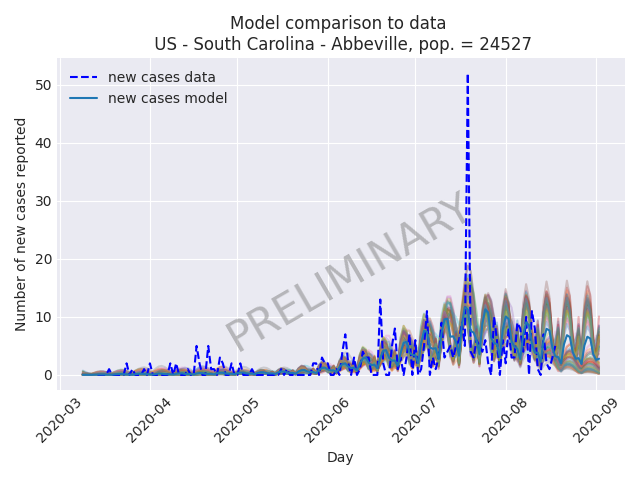 Model comparison to data
US - South Carolina - Abbeville, pop. = 24527
new cases data
new cases model
PRELIMINARY
Number of new cases reported
50
40
30
20
10
0
2020-03
2020-04
2020-05
2020-06
2020-07
2020-08
2020-09
Day